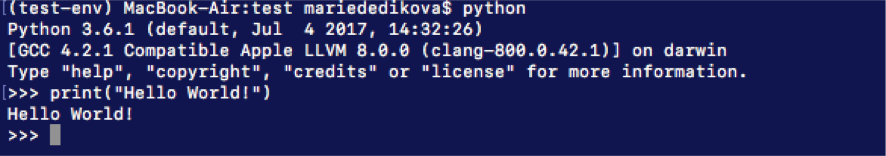 [(test-env) MacBook-Air:test mariededikova$ python
Python 3.6.1 (default, Jul  4 2017, 14:32:26)
[GCC 4.2.1 Compatible Apple LLVM 8.0.0 (clang-800.0.42.1)] on darwin
Type "help", "copyright", "credits" or "license" for more information.
[>>> print("Hello World!")
Hello World!
>>>